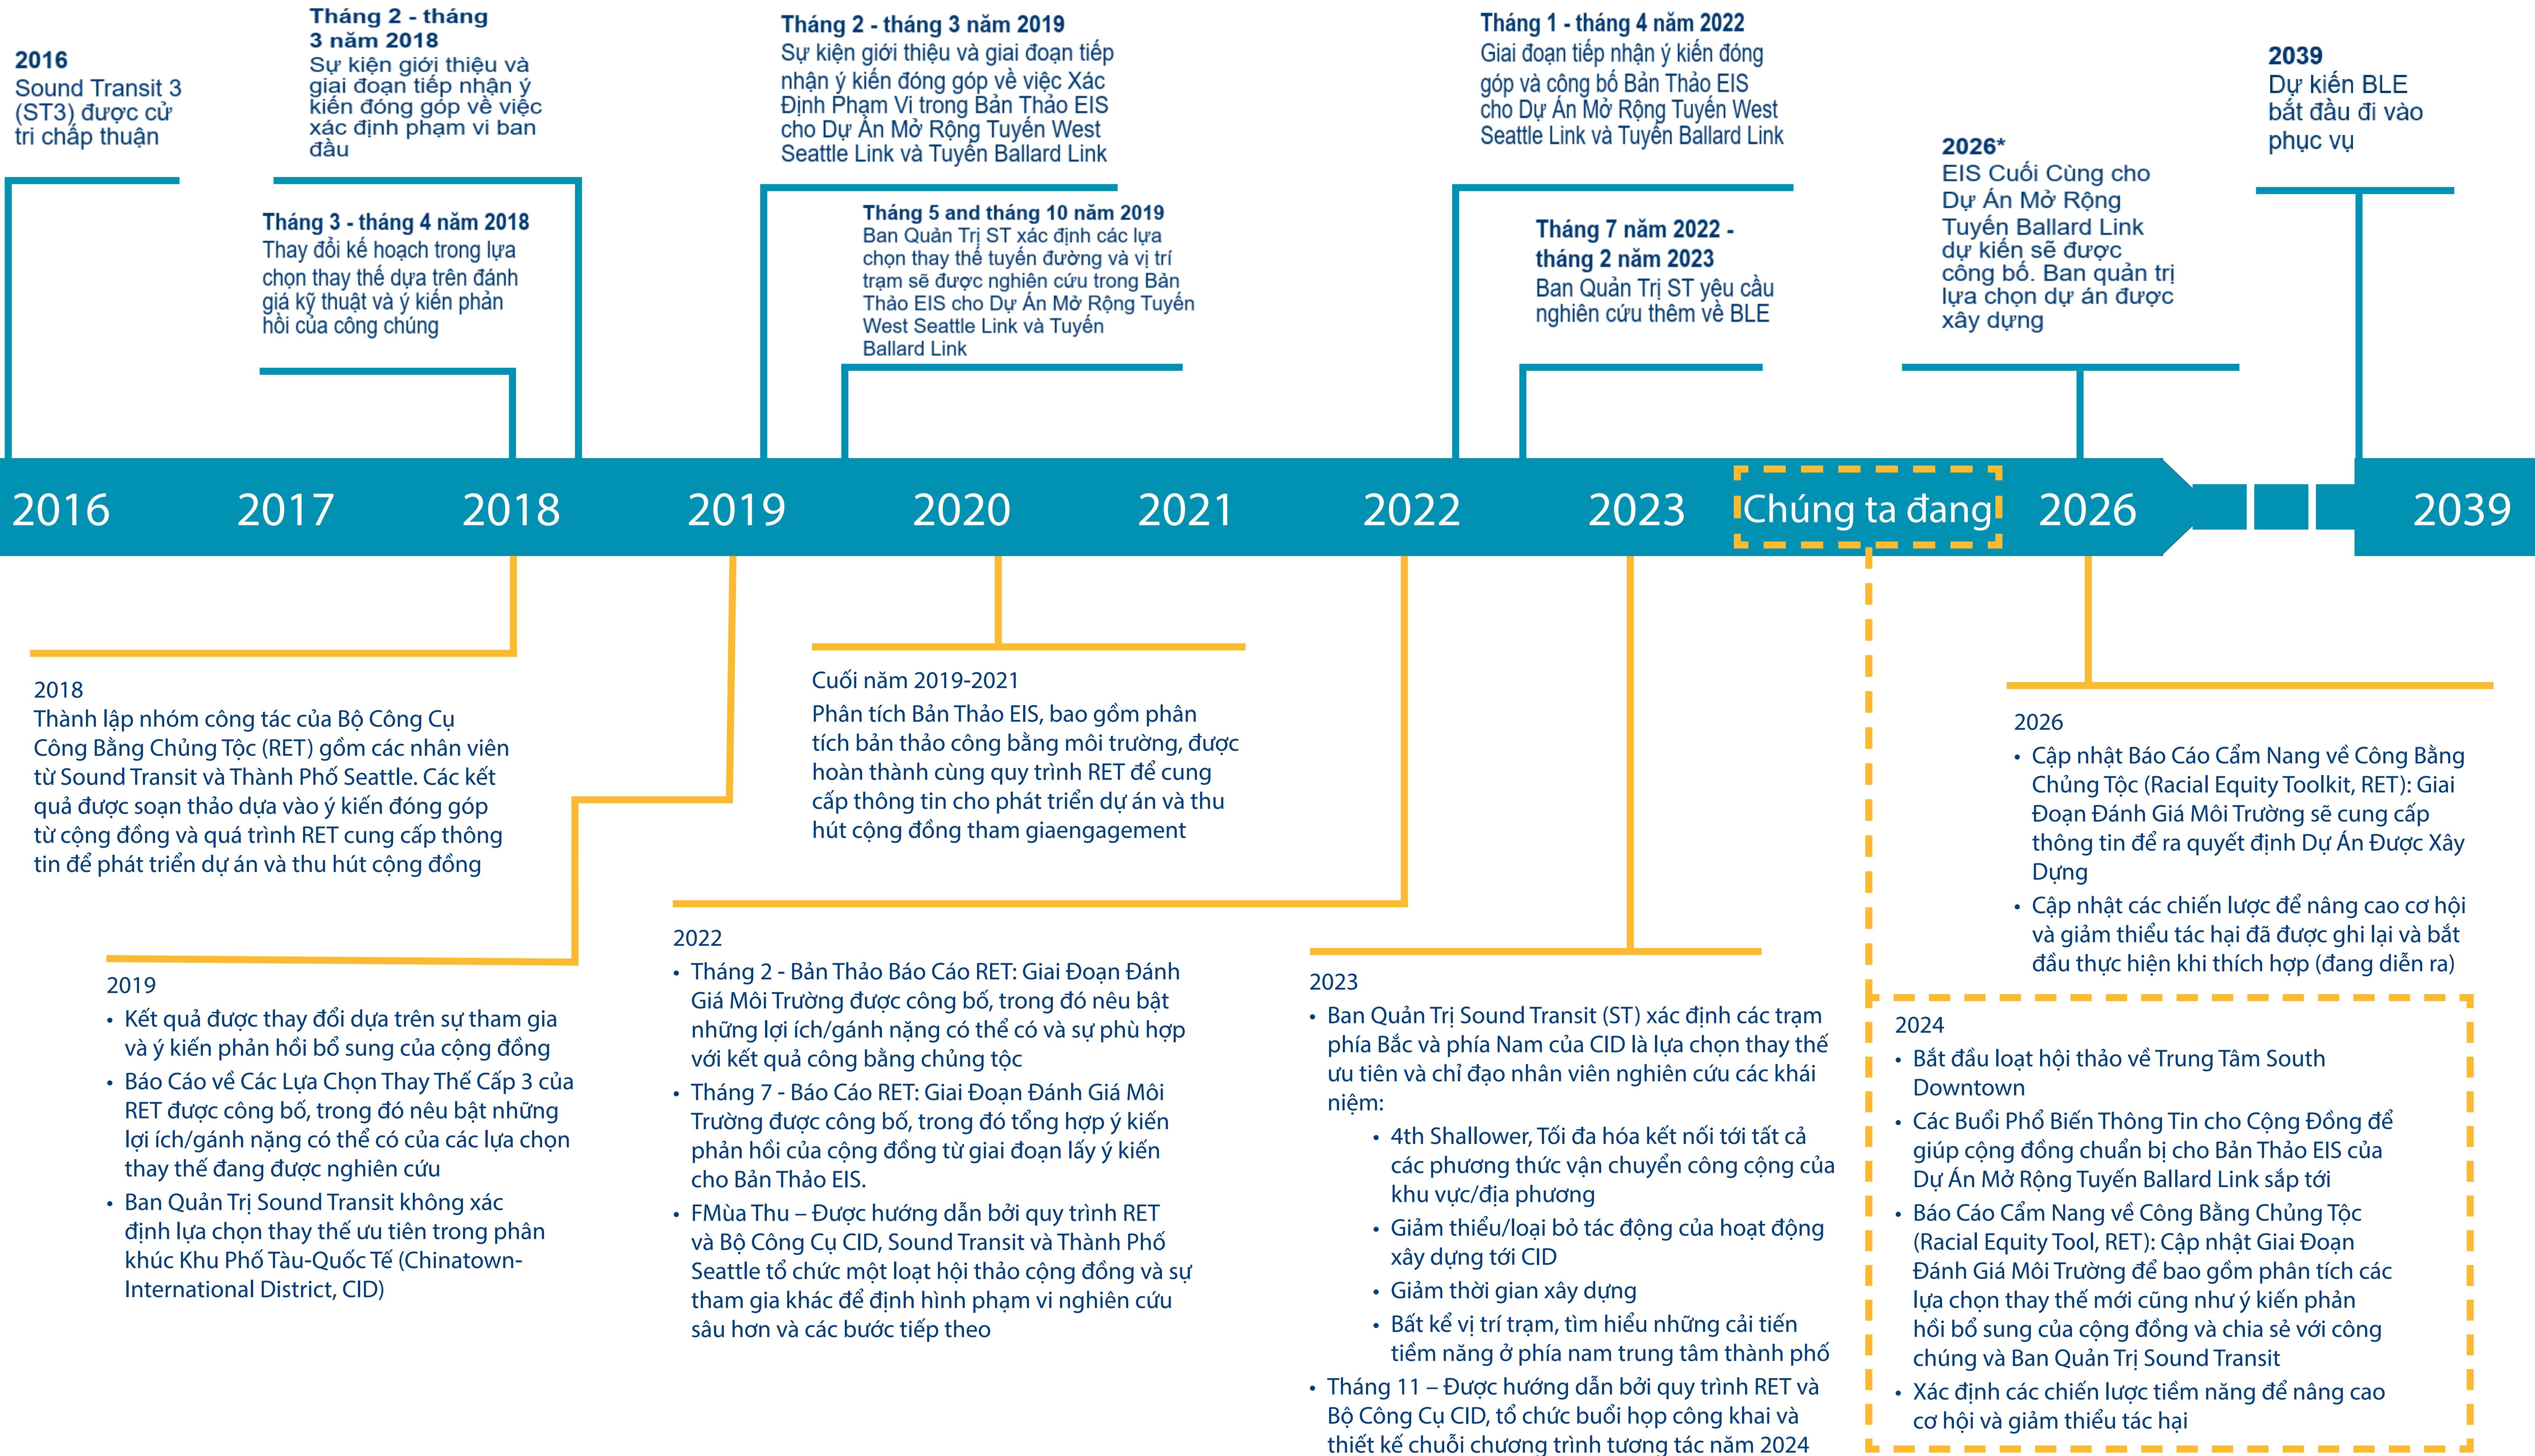 2016
Sound Transit 3
(ST3) được cử
tri chấp thuận
Tháng 2 - tháng
3 năm 2018
Sự kiện giới thiệu và
giai đoạn tiếp nhận ý
kiến đóng góp về việc
xác định phạm vi ban
đầu
Tháng 3 - tháng 4 năm 2018
Thay đổi kế hoạch trong lựa
chọn thay thế dựa trên đánh
giá kỹ thuật và ý kiến phản
hồi của công chúng
Tháng 2 - tháng 3 năm 2019
Sự kiện giới thiệu và giai đoạn tiếp
nhận ý kiến đóng góp về việc Xác
Định Phạm Vi trong Bản Thảo EIS
cho Dự Án Mở Rộng Tuyến West
Seattle Link và Tuyến Ballard Link
Tháng 5 and tháng 10 năm 2019
Ban Quản Trị ST xác định các lựa
chọn thay thế tuyến đường và vị trí
trạm sẽ được nghiên cứu trong Bản
Thảo EIS cho Dự Án Mở Rộng Tuyến
West Seattle Link và Tuyến
Ballard Link
Tháng 1 - tháng 4 năm 2022
Giai đoạn tiếp nhận ý kiến đóng
góp và công bố Bản Thảo EIS
cho Dự Án Mở Rộng Tuyến West
Seattle Link và Tuyến Ballard Link
Tháng 7 năm 2022 -
tháng 2 năm 2023
Ban Quản Trị ST yêu cầu
nghiên cứu thêm về BLE
2026*
EIS Cuối Cùng cho
Dự Án Mở Rộng
Tuyến Ballard Link
dự kiến sẽ được
công bố. Ban quản trị
lựa chọn dự án được
xây dựng
2039
Dự kiến BLE
bắt đầu đi vào
phục vụ
2016 2017 2018 2019 2020 2021 2022 2023 Chúng ta đang 2026 2039
2018
Thành lập nhóm công tác của Bộ Công Cụ
Công Bằng Chủng Tộc (RET) gồm các nhân viên
từ Sound Transit và Thành Phố Seattle. Các kết
quả được soạn thảo dựa vào ý kiến đóng góp
từ cộng đồng và quá trình RET cung cấp thông
tin để phát triển dự án và thu hút cộng đồng
2019
• Kết quả được thay đổi dựa trên sự tham gia
và ý kiến phản hồi bổ sung của cộng đồng
• Báo Cáo về Các Lựa Chọn Thay Thế Cấp 3 của
RET được công bố, trong đó nêu bật những
lợi ích/gánh nặng có thể có của các lựa chọn
thay thế đang được nghiên cứu
• Ban Quản Trị Sound Transit không xác
định lựa chọn thay thế ưu tiên trong phân
khúc Khu Phố Tàu-Quốc Tế (Chinatown-
International District, CID)
Cuối năm 2019-2021
Phân tích Bản Thảo EIS, bao gồm phân
tích bản thảo công bằng môi trường, được
hoàn thành cùng quy trình RET để cung
cấp thông tin cho phát triển dự án và thu
hút cộng đồng tham giaengagement
2022
• Tháng 2 - Bản Thảo Báo Cáo RET: Giai Đoạn Đánh
Giá Môi Trường được công bố, trong đó nêu bật
những lợi ích/gánh nặng có thể có và sự phù hợp
với kết quả công bằng chủng tộc
• Tháng 7 - Báo Cáo RET: Giai Đoạn Đánh Giá Môi
Trường được công bố, trong đó tổng hợp ý kiến
phản hồi của cộng đồng từ giai đoạn lấy ý kiến
cho Bản Thảo EIS.
• FMùa Thu – Được hướng dẫn bởi quy trình RET
và Bộ Công Cụ CID, Sound Transit và Thành Phố
Seattle tổ chức một loạt hội thảo cộng đồng và sự
tham gia khác để định hình phạm vi nghiên cứu
sâu hơn và các bước tiếp theo
2023
• Ban Quản Trị Sound Transit (ST) xác định các trạm
phía Bắc và phía Nam của CID là lựa chọn thay thế
ưu tiên và chỉ đạo nhân viên nghiên cứu các khái
niệm:
• 4th Shallower, Tối đa hóa kết nối tới tất cả
các phương thức vận chuyển công cộng của
khu vực/địa phương
• Giảm thiểu/loại bỏ tác động của hoạt động
xây dựng tới CID
• Giảm thời gian xây dựng
• Bất kể vị trí trạm, tìm hiểu những cải tiến
tiềm năng ở phía nam trung tâm thành phố
• Tháng 11 – Được hướng dẫn bởi quy trình RET và
Bộ Công Cụ CID, tổ chức buổi họp công khai và
thiết kế chuỗi chương trình tương tác năm 2024
2026
• Cập nhật Báo Cáo Cẩm Nang về Công Bằng
Chủng Tộc (Racial Equity Toolkit, RET): Giai
Đoạn Đánh Giá Môi Trường sẽ cung cấp
thông tin để ra quyết định Dự Án Được Xây
Dựng
• Cập nhật các chiến lược để nâng cao cơ hội
và giảm thiểu tác hại đã được ghi lại và bắt
đầu thực hiện khi thích hợp (đang diễn ra)
2024
• Bắt đầu loạt hội thảo về Trung Tâm South
Downtown
• Các Buổi Phổ Biến Thông Tin cho Cộng Đồng để
giúp cộng đồng chuẩn bị cho Bản Thảo EIS của
Dự Án Mở Rộng Tuyến Ballard Link sắp tới
• Báo Cáo Cẩm Nang về Công Bằng Chủng Tộc
(Racial Equity Tool, RET): Cập nhật Giai Đoạn
Đánh Giá Môi Trường để bao gồm phân tích các
lựa chọn thay thế mới cũng như ý kiến phản
hồi bổ sung của cộng đồng và chia sẻ với công
chúng và Ban Quản Trị Sound Transit
• Xác định các chiến lược tiềm năng để nâng cao
cơ hội và giảm thiểu tác hại